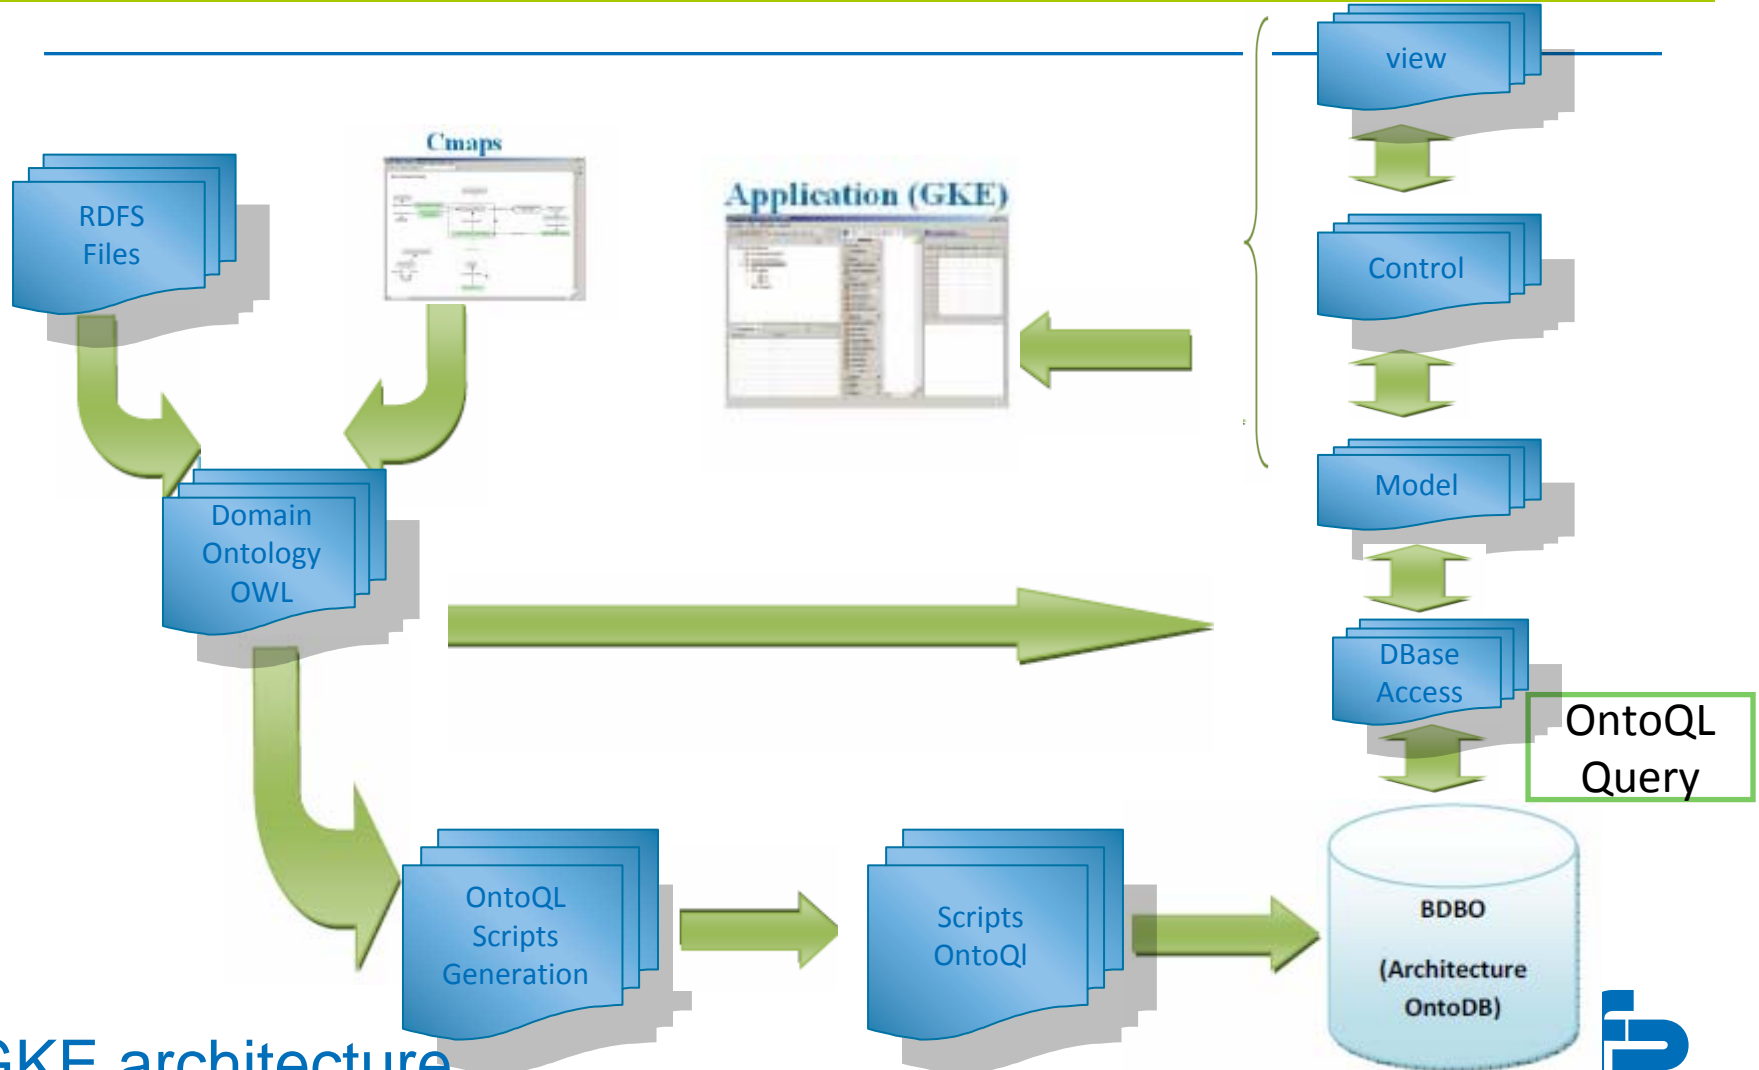 view
Cmaps
RDFS
Files
Application (GKE)
Control
Model
Domain
Ontology
OWL
DBase
Access
OntoQL
Query
OntoQL
Scripts
Generation
Scripts
OntoQl
BDBO
(Architecture
OntoDB)
GKE architecture